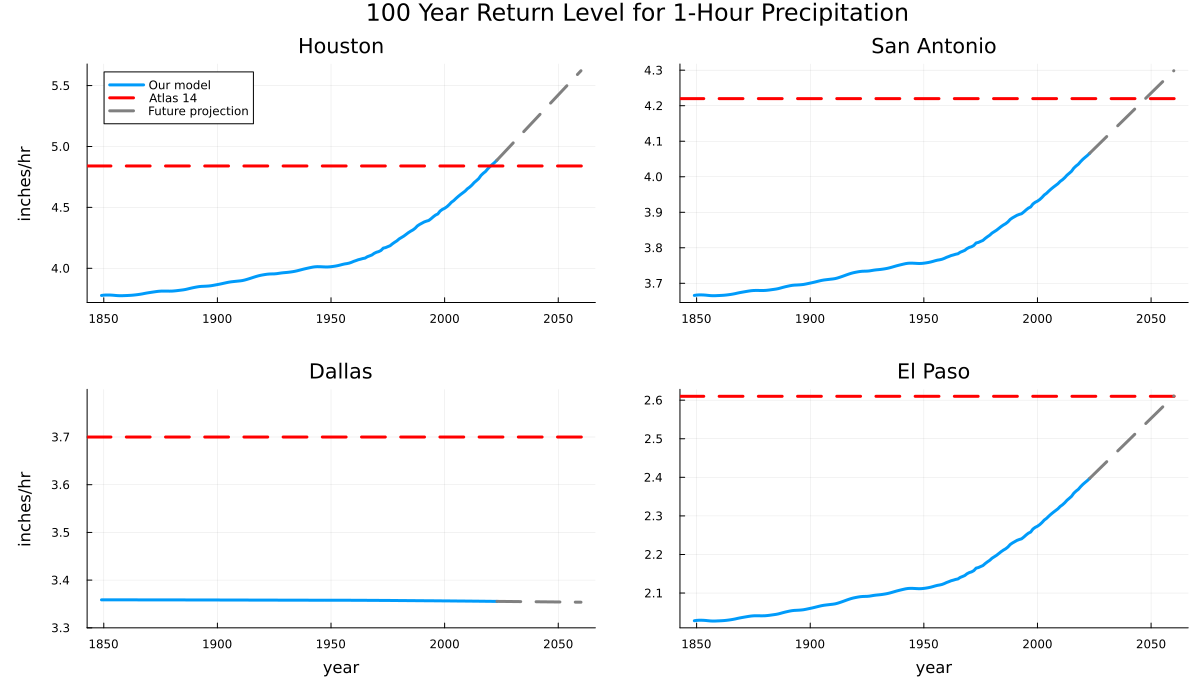 100 Year Return Level for 1-Hour Precipitation
Houston
Our model
Atlas 14
Future projection
inches/hr
5.5
5.0
4.5
4.0
1850 1900 1950 2000 2050
San Antonio
4.3
4.2
4.1
4.0
3.9
3.8
3.7
1850 1900 1950 2000 2050
Dallas
inches/hr
3.7
3.6
3.5
3.4
3.3
1850 1900 1950 2000 2050
year
El Paso
2.6
2.5
2.4
2.3
2.2
2.1
1850 1900 1950 2000 2050
year